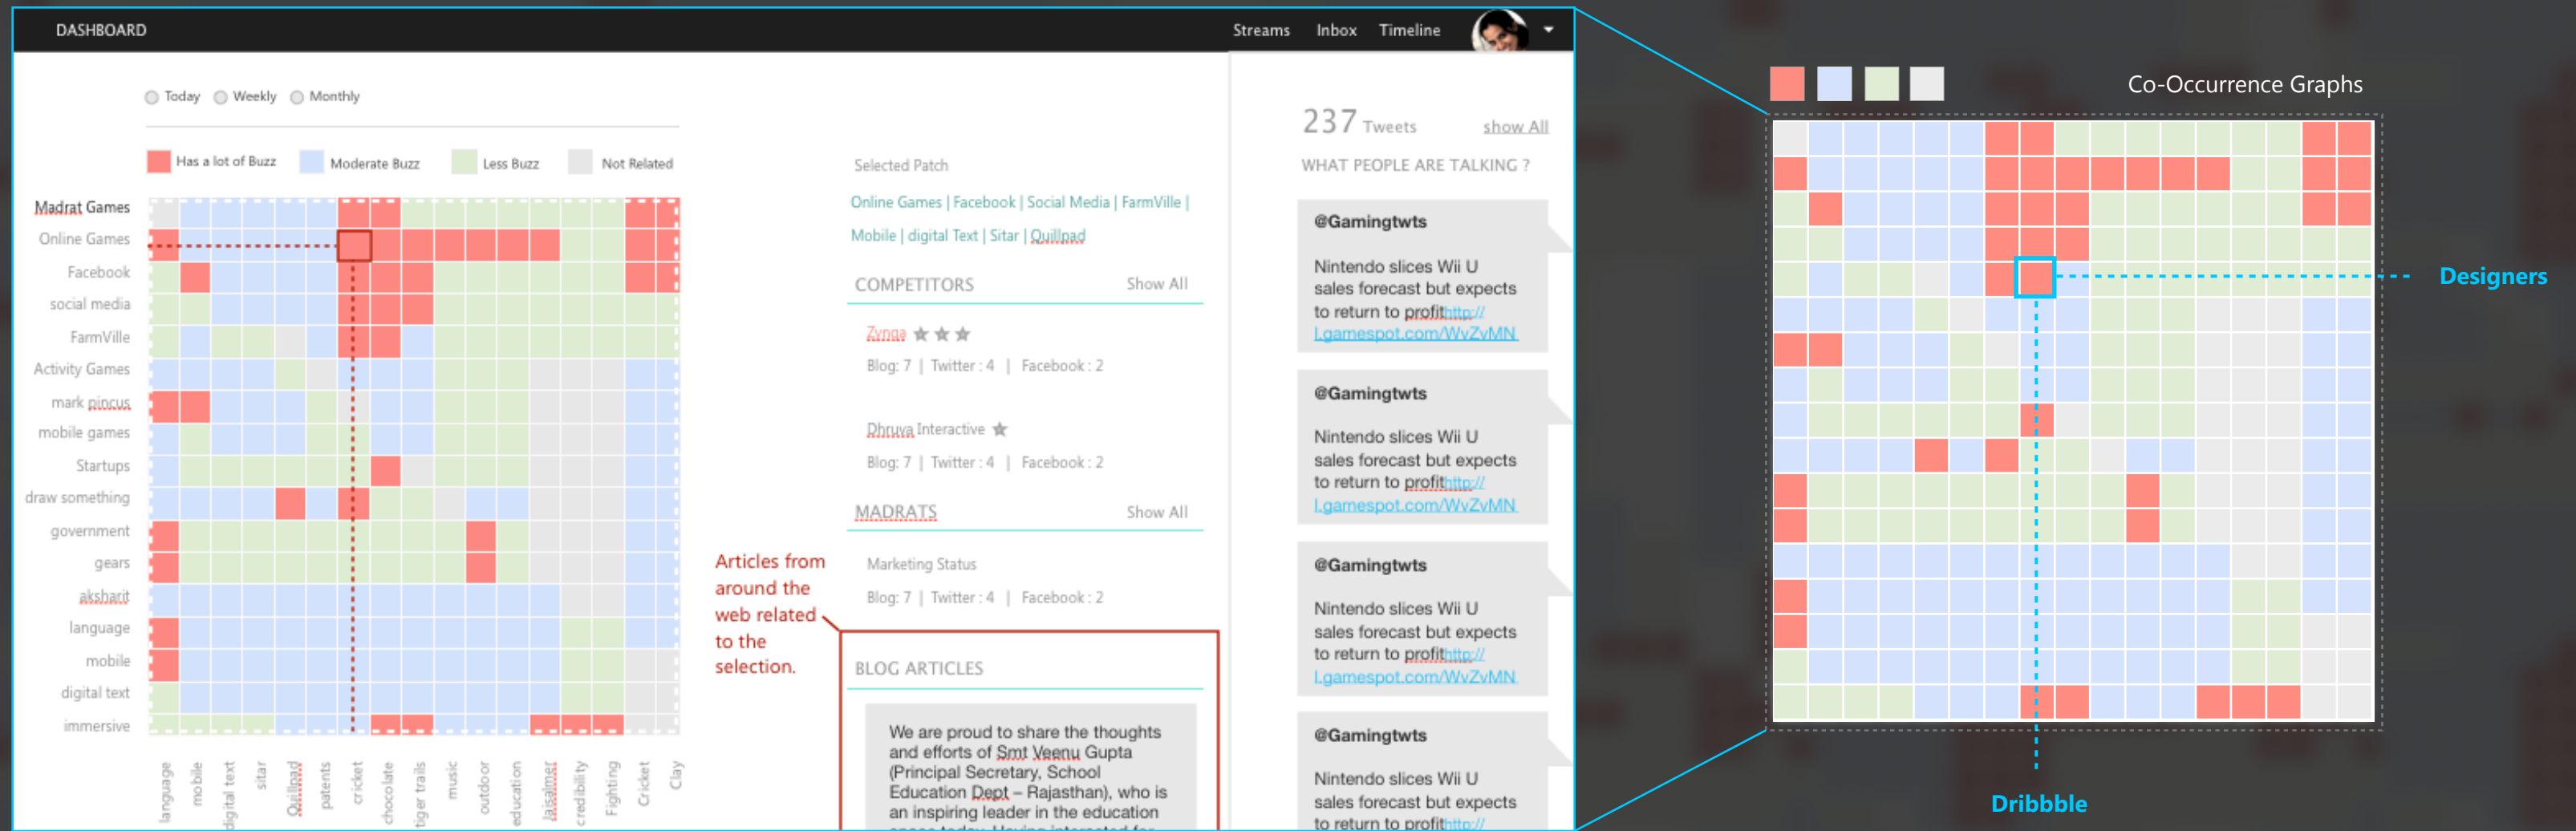 DASHBOARD
Streams
Inbox
Timeline
Today
Weekly
Monthly
Has a lot of Buzz
Moderate Buzz
Less Buzz
Not Related
Madrat Games
Online Games
Facebook
social media
FarmVille
Activity Games
mark pincus
mobile games
Startups
draw something
government
gears
aksharit
language
mobile
digital text
immersive
language
mobile
digital text
sitar
Quillpad
patents
cricket
chocolate
tiger trails
music
outdoor
education
Jaisalmer
credibility
Fighting
Cricket
Clay
Articles from
around the
web related
to the
selection.
Selected Patch
Online Games | Facebook | Social Media | FarmVille |
Mobile | digital Text | Sitar | Quillpad
COMPETITORS
Show All
Zynga
Blog: 7 | Twitter : 4 | Facebook : 2
Dhruva Interactive
Blog: 7 | Twitter : 4 | Facebook : 2
MADRATS
Show All
Marketing Status
Blog: 7 | Twitter : 4 | Facebook : 2
BLOG ARTICLES
We are proud to share the thoughts
and efforts of Smt Veenu Gupta
(Principal Secretary, School
Education Dept – Rajasthan), who is
an inspiring leader in the education
237 Tweets
show All
WHAT PEOPLE ARE TALKING ?
@Gamingtwts
Nintendo slices Wii U
sales forecast but expects
to return to profithttp://
l.gamespot.com/WvZvMN
@Gamingtwts
Nintendo slices Wii U
sales forecast but expects
to return to profithttp://
l.gamespot.com/WvZvMN
@Gamingtwts
Nintendo slices Wii U
sales forecast but expects
to return to profithttp://
l.gamespot.com/WvZvMN
@Gamingtwts
Nintendo slices Wii U
sales forecast but expects
to return to profithttp://
Co-Occurrence Graphs
Designers
Dribbble